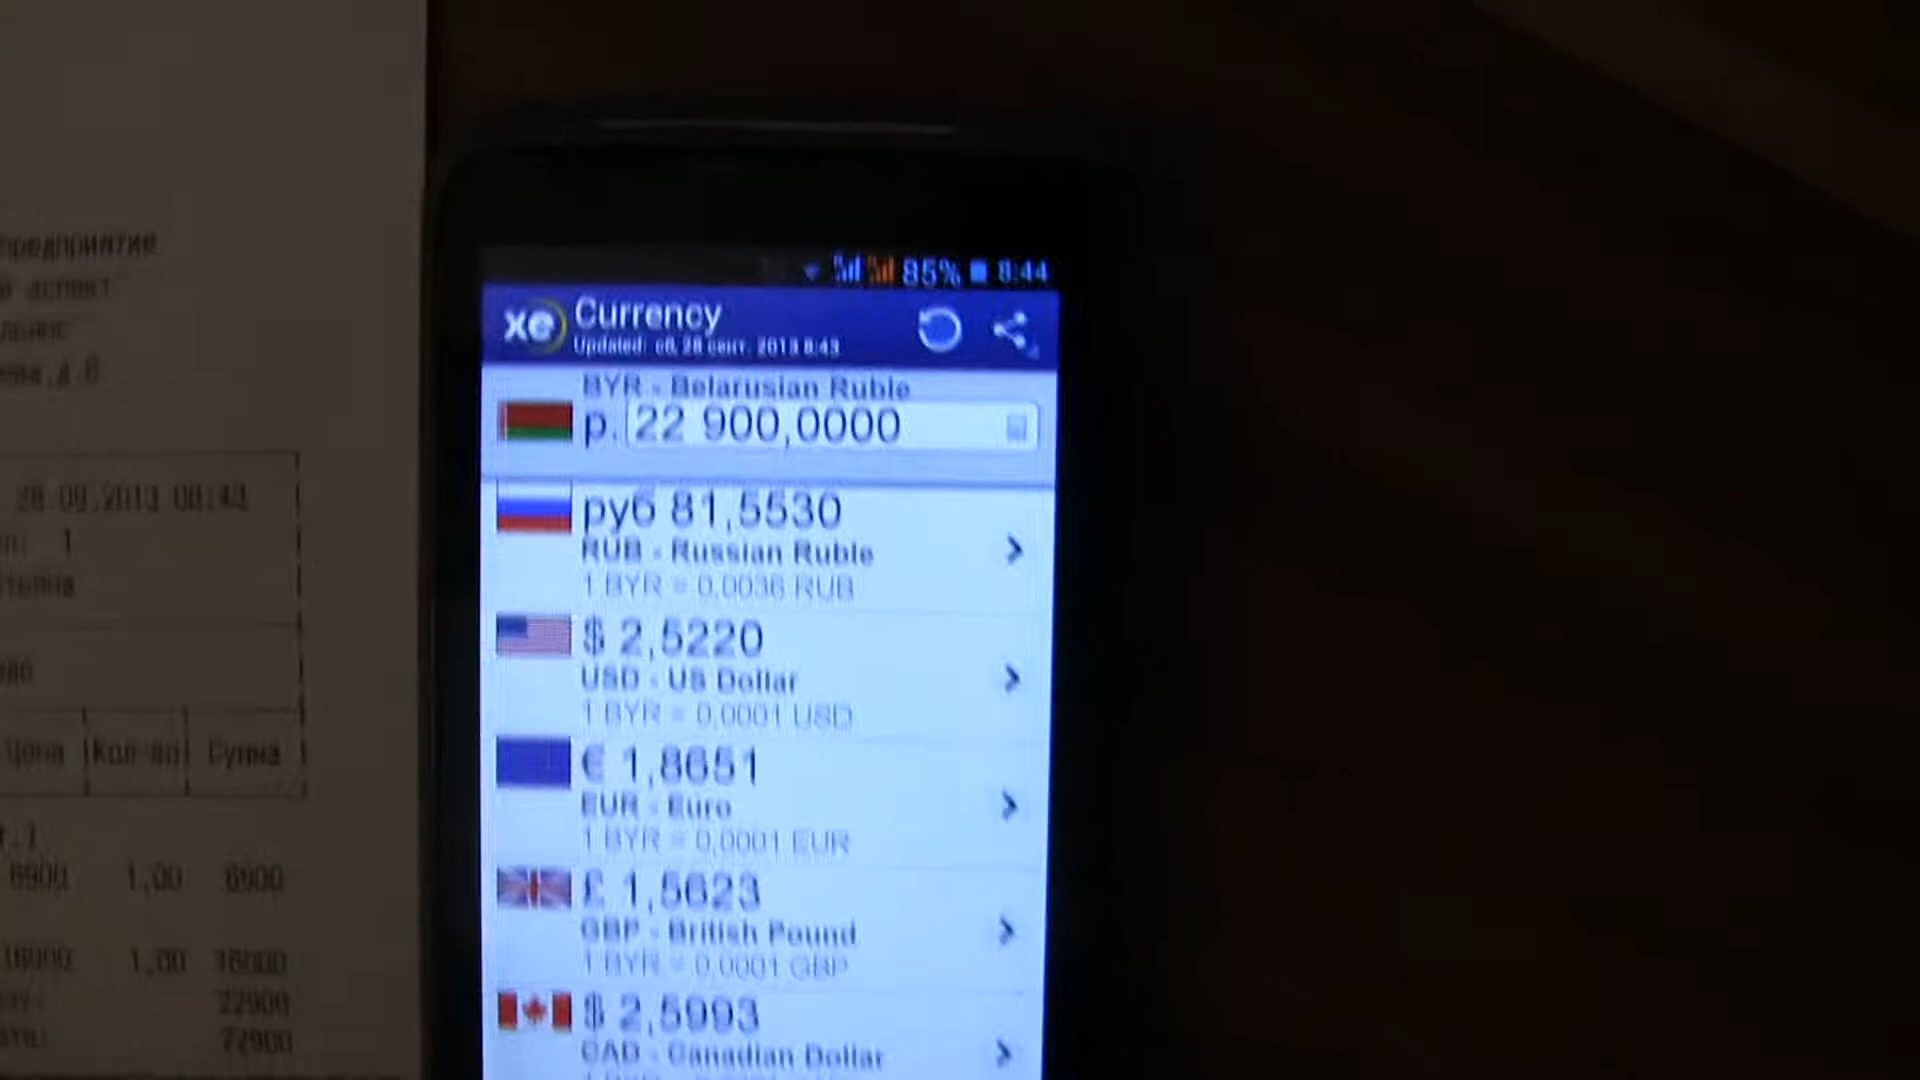 предприятие
й аспект"
28.09.2013 08:43
1
Цена Кол-во Сумма
6900 1,00 6900
16000 1,00 16000
22900
22900
85% 8:44
xe Currency
Updated: сб, 28 сент. 2013 8:43
BYR - Belarusian Ruble
р. 22 900,0000
руб 81,5530
RUB - Russian Ruble
1 BYR = 0,0036 RUB
$ 2,5220
USD - US Dollar
1 BYR = 0,0001 USD
€ 1,8651
EUR - Euro
1 BYR = 0,0001 EUR
£ 1,5623
GBP - British Pound
1 BYR = 0,0001 GBP
$ 2,5993
CAD - Canadian Dollar